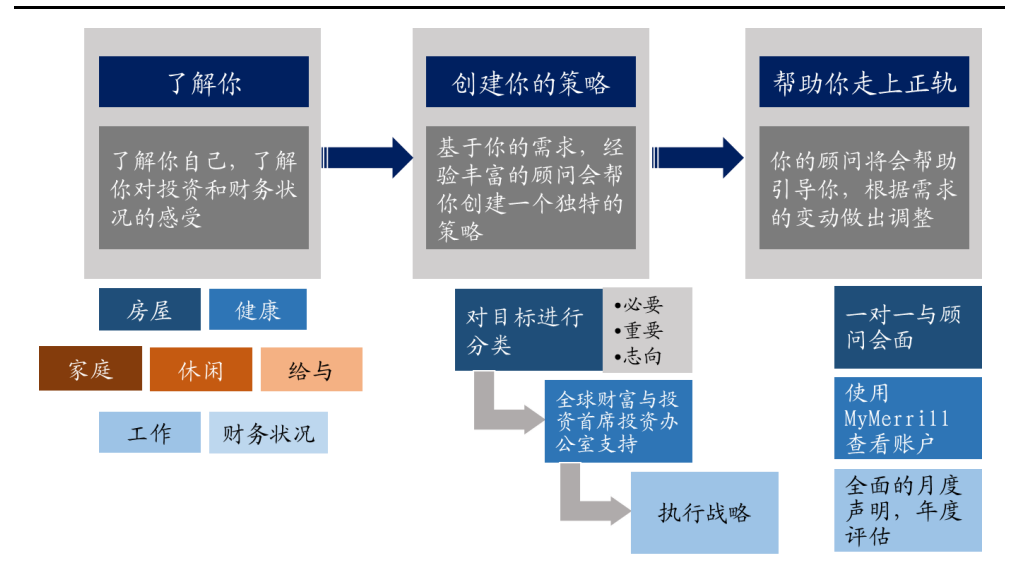 了解你
了解你自己，了解
你对投资和财务状
况的感受
房屋
健康
家庭
休闲
给与
工作
财务状况
创建你的策略
基于你的需求，经
验丰富的顾问会帮
你创建一个独特的
策略
对目标进行
分类
•必要
•重要
•志向
全球财富与投
资首席投资办
公室支持
执行战略
帮助你走上正轨
你的顾问将会帮助
引导你，根据需求
的变动做出调整
一对一与顾
问会面
使用
MyMerrill
查看账户
全面的月度
声明，年度
评估